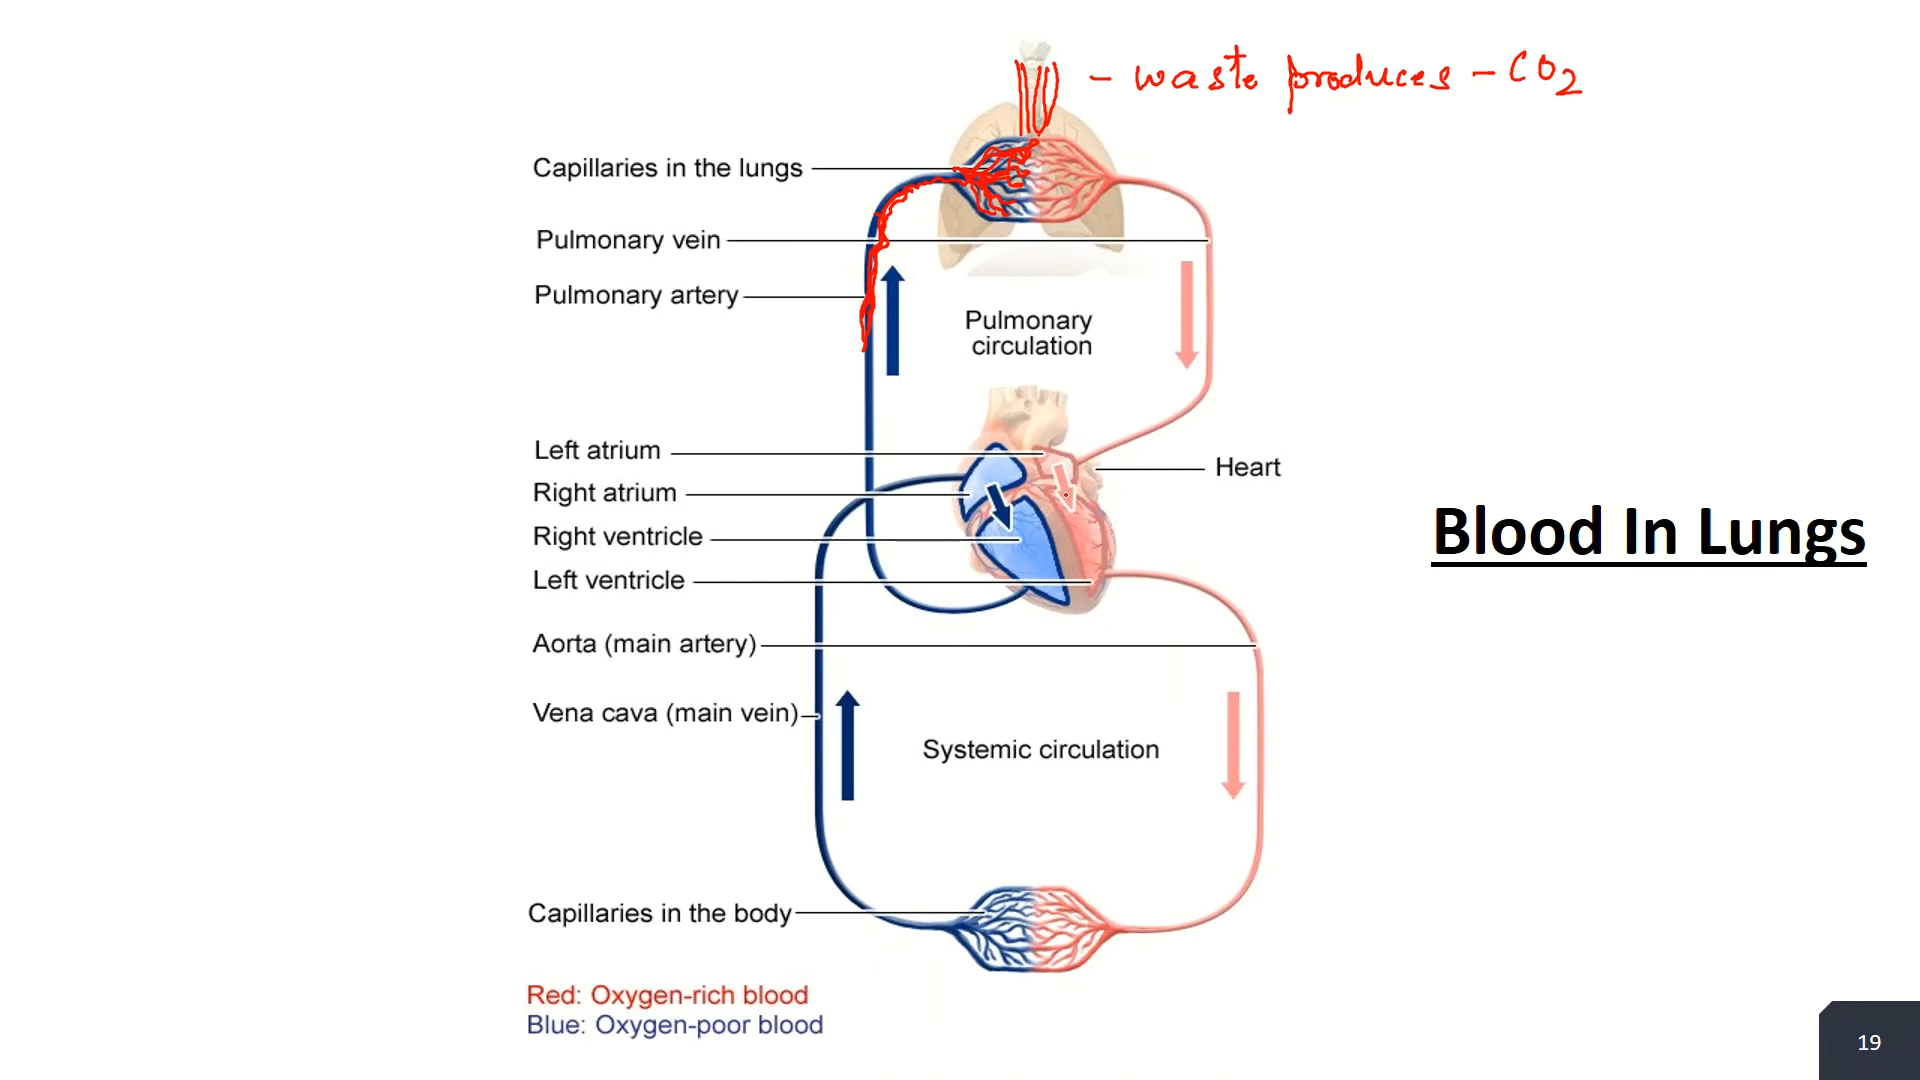 - waste produces - CO2
Capillaries in the lungs
Pulmonary vein
Pulmonary artery
Pulmonary
circulation
Left atrium
Heart
Right atrium
Right ventricle
Left ventricle
Blood In Lungs
Aorta (main artery)
Vena cava (main vein)
Systemic circulation
Capillaries in the body
Red: Oxygen-rich blood
Blue: Oxygen-poor blood
19